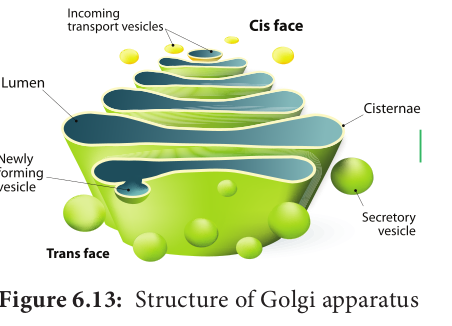 Incoming
transport vesicles
Cis face
Lumen
Cisternae
Newly
forming
vesicle
Secretory
vesicle
Trans face
Figure 6.13: Structure of Golgi apparatus